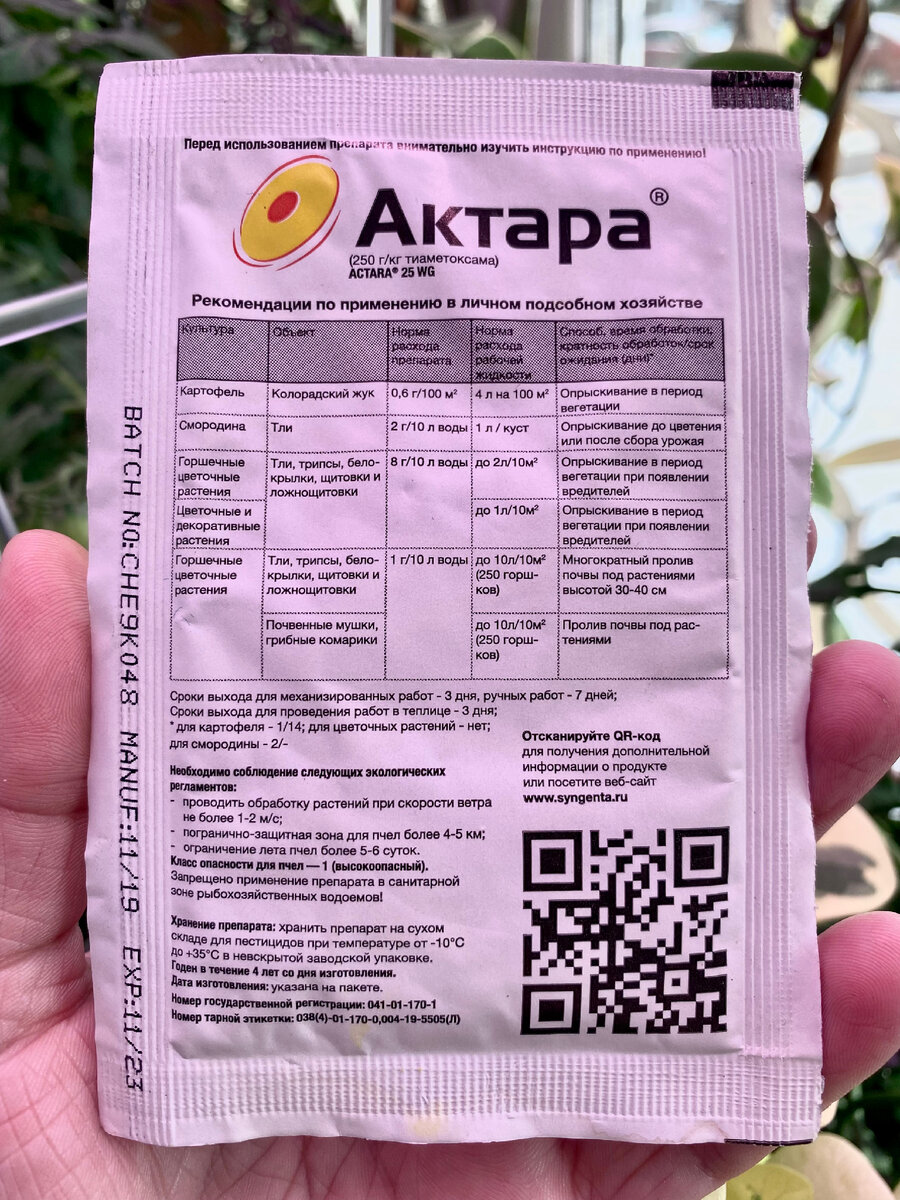 Перед использованием препарата внимательно изучить инструкцию по применению!
Актара®
(250 г/кг тиаметоксама)
ACTARA® 25 WG
Рекомендации по применению в личном подсобном хозяйстве
Культура Объект Норма расхода препарата Норма расхода рабочей жидкости Способ, время обработки, кратность обработок/срок ожидания (дни)*
Картофель Колорадский жук 0,6 г/100 м² 4 л на 100 м² Опрыскивание в период вегетации
Смородина Тли 2 г/10 л воды 1 л / куст Опрыскивание до цветения или после сбора урожая
Горшечные цветочные растения Тли, трипсы, бело-крылки, щитовки и ложнощитовки 8 г/10 л воды до 2л/10м² Опрыскивание в период вегетации при появлении вредителей
Цветочные и декоративные растения до 1л/10м² Опрыскивание в период вегетации при появлении вредителей
Горшечные цветочные растения Тли, трипсы, бело-крылки, щитовки и ложнощитовки 1 г/10 л воды до 10л/10м² (250 горш-ков) Многократный пролив почвы под растениями высотой 30-40 см
Почвенные мушки, грибные комарики до 10л/10м² (250 горш-ков) Пролив почвы под рас-тениями
Сроки выхода для механизированных работ - 3 дня, ручных работ - 7 дней;
Сроки выхода для проведения работ в теплице - 3 дня;
* для картофеля - 1/14; для цветочных растений - нет;
для смородины - 2/-
Необходимо соблюдение следующих экологических
регламентов:
- проводить обработку растений при скорости ветра
не более 1-2 м/с;
- погранично-защитная зона для пчел более 4-5 км;
- ограничение лета пчел более 5-6 суток.
Класс опасности для пчел — 1 (высокоопасный).
Запрещено применение препарата в санитарной
зоне рыбохозяйственных водоемов!
Хранение препарата: хранить препарат на сухом
складе для пестицидов при температуре от -10°C
до +35°C в невскрытой заводской упаковке.
Годен в течение 4 лет со дня изготовления.
Дата изготовления: указана на пакете.
Номер государственной регистрации: 041-01-170-1
Номер тарной этикетки: 038(4)-01-170-0,004-19-5505(Л)
Отсканируйте QR-код
для получения дополнительной
информации о продукте
или посетите веб-сайт
www.syngenta.ru
BATCH NO:CHE9K048 MANUF:11/19 EXP:11/23